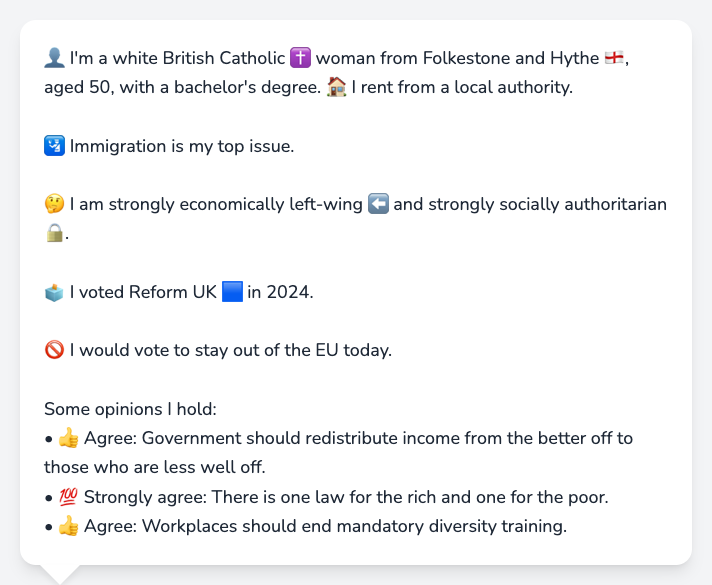 👤 I'm a white British Catholic ✝️ woman from Folkestone and Hythe 🏴󠁧󠁢󠁥󠁮󠁧󠁿,
aged 50, with a bachelor's degree. 🏠 I rent from a local authority.
🛂 Immigration is my top issue.
🤔 I am strongly economically left-wing ⬅️ and strongly socially authoritarian
🔒.
🗳️ I voted Reform UK 🟦 in 2024.
🚫 I would vote to stay out of the EU today.
Some opinions I hold:
• 👍 Agree: Government should redistribute income from the better off to
those who are less well off.
• 💯 Strongly agree: There is one law for the rich and one for the poor.
• 👍 Agree: Workplaces should end mandatory diversity training.